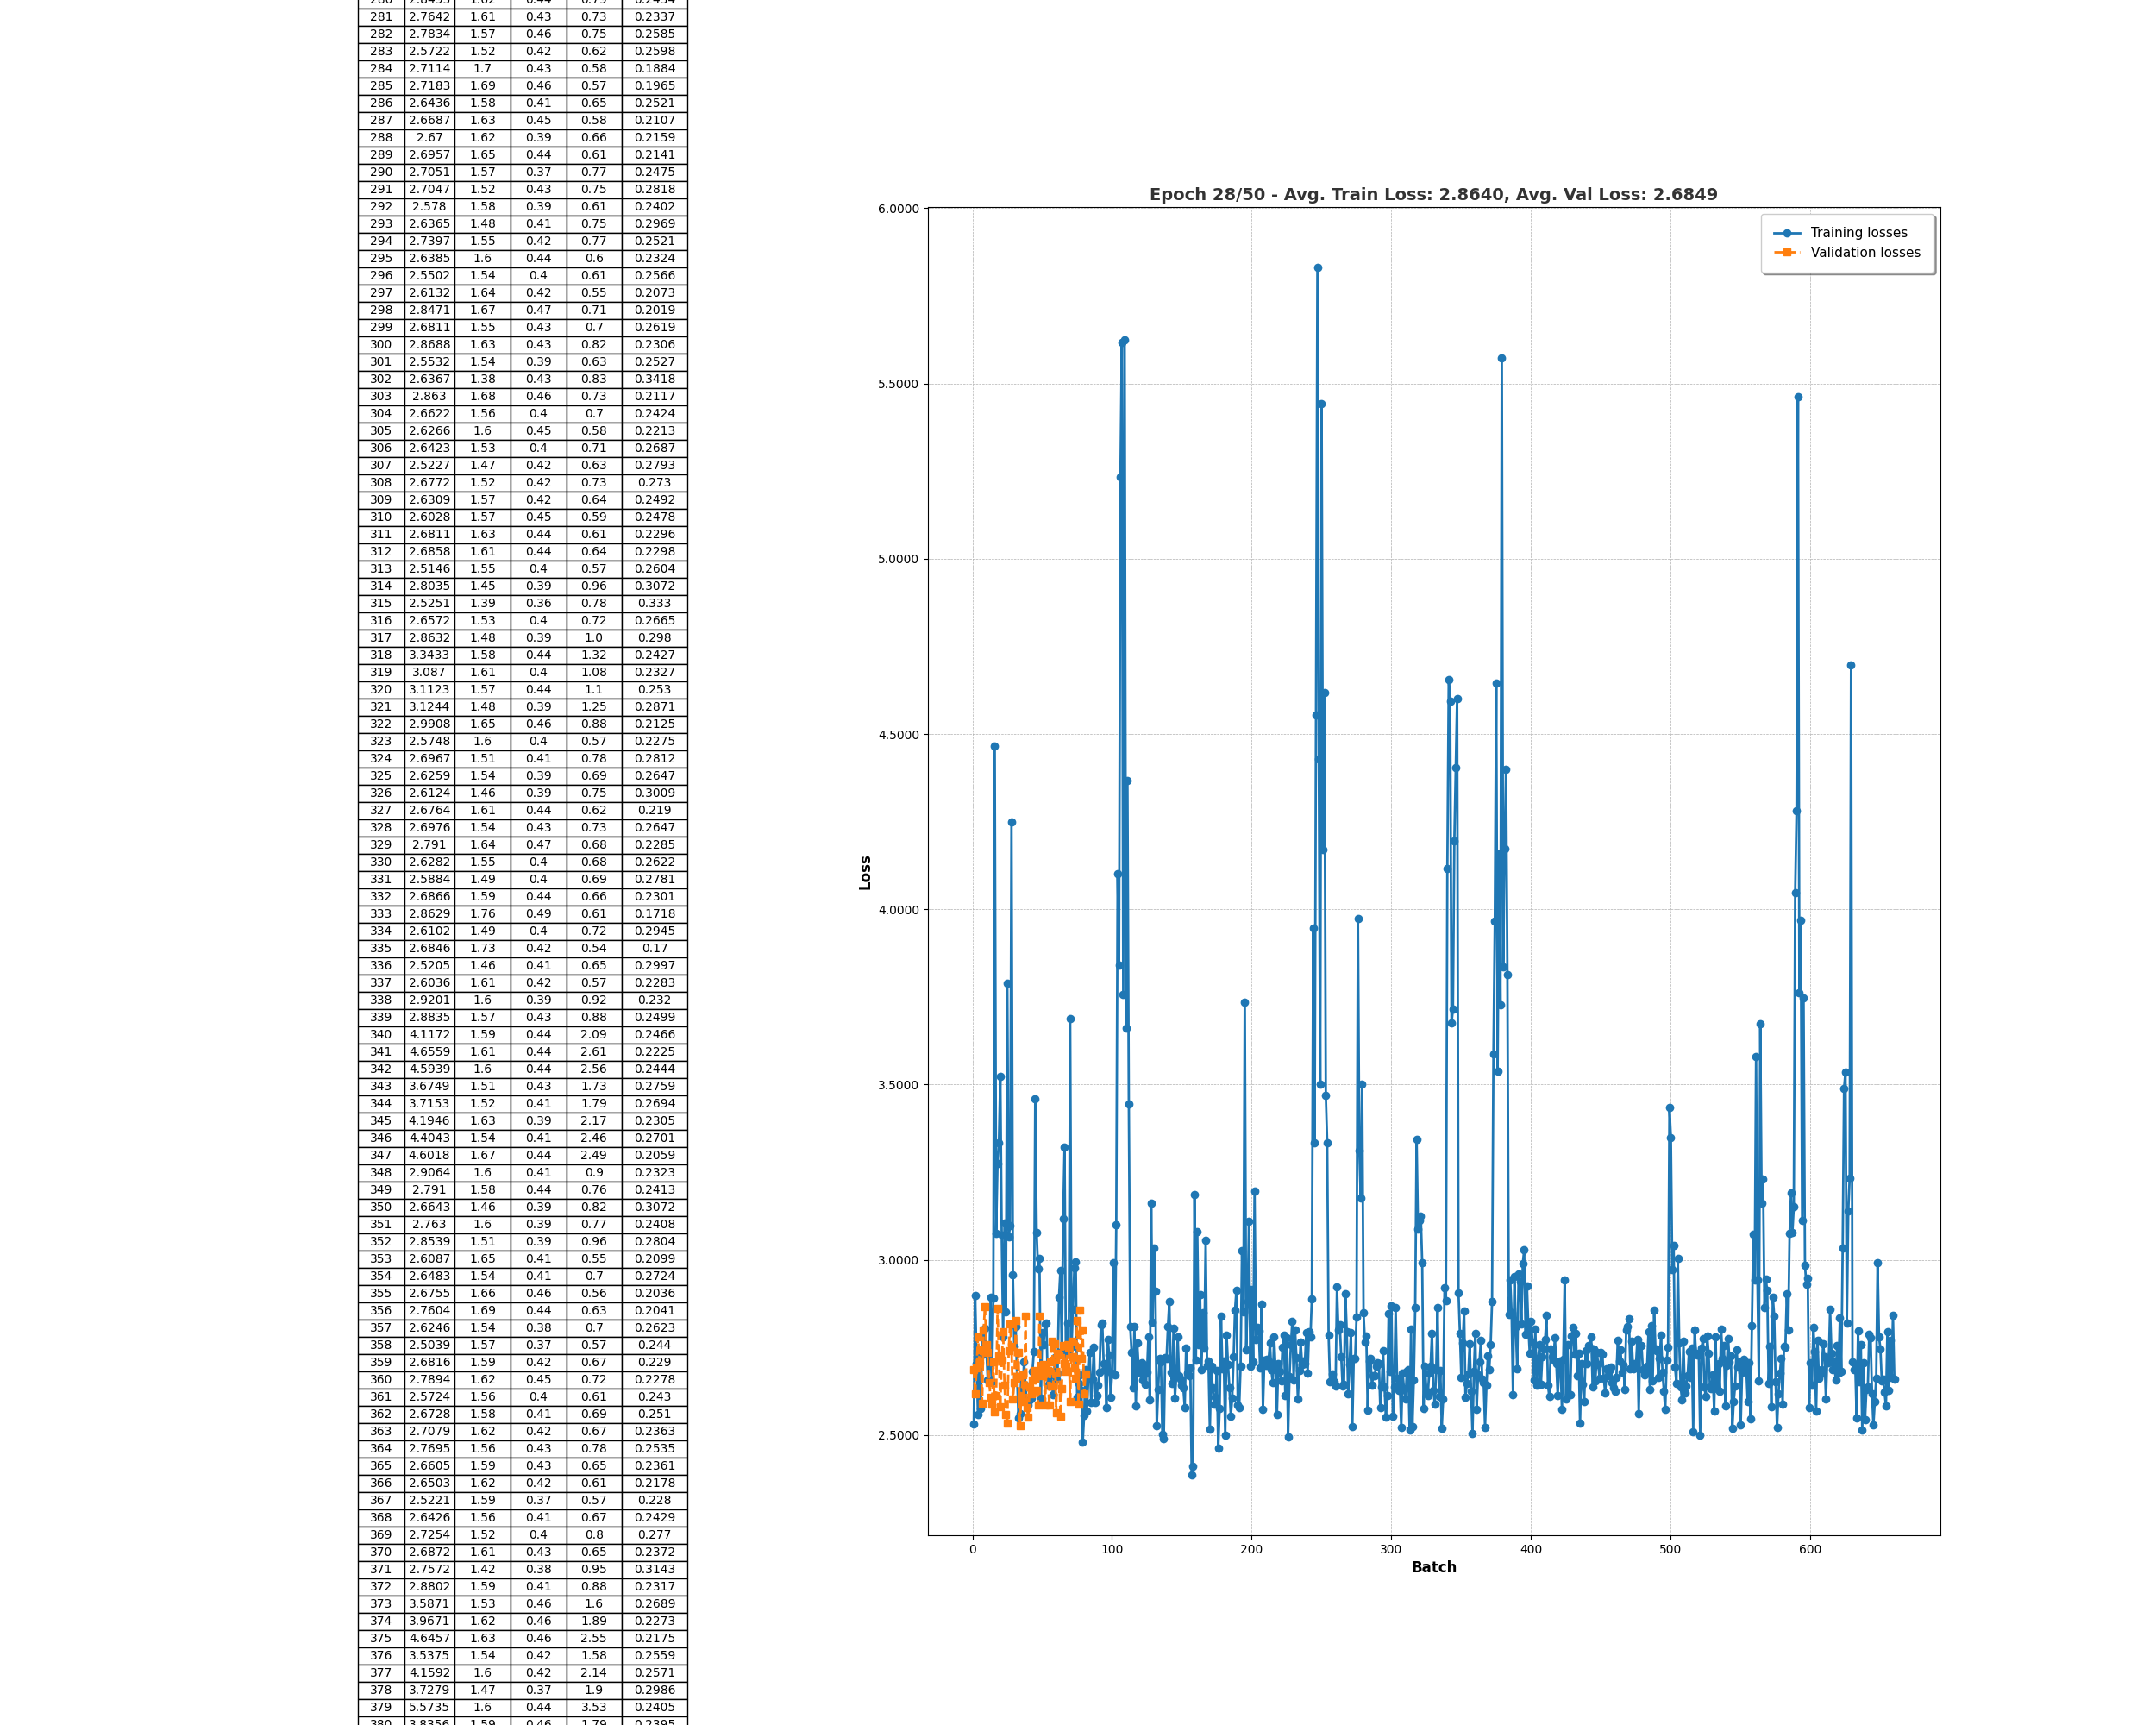 281 2.7642 1.61 0.43 0.73 0.2337
282 2.7834 1.57 0.46 0.75 0.2585
283 2.5722 1.52 0.42 0.62 0.2598
284 2.7114 1.7 0.43 0.58 0.1884
285 2.7183 1.69 0.46 0.57 0.1965
286 2.6436 1.58 0.41 0.65 0.2521
287 2.6687 1.63 0.45 0.58 0.2107
288 2.67 1.62 0.39 0.66 0.2159
289 2.6957 1.65 0.44 0.61 0.2141
290 2.7051 1.57 0.37 0.77 0.2475
291 2.7047 1.52 0.43 0.75 0.2818
292 2.578 1.58 0.39 0.61 0.2402
293 2.6365 1.48 0.41 0.75 0.2969
294 2.7397 1.55 0.42 0.77 0.2521
295 2.6385 1.6 0.44 0.6 0.2324
296 2.5502 1.54 0.4 0.61 0.2566
297 2.6132 1.64 0.42 0.55 0.2073
298 2.8471 1.67 0.47 0.71 0.2019
299 2.6811 1.55 0.43 0.7 0.2619
300 2.8688 1.63 0.43 0.82 0.2306
301 2.5532 1.54 0.39 0.63 0.2527
302 2.6367 1.38 0.43 0.83 0.3418
303 2.863 1.68 0.46 0.73 0.2117
304 2.6622 1.56 0.4 0.7 0.2424
305 2.6266 1.6 0.45 0.58 0.2213
306 2.6423 1.53 0.4 0.71 0.2687
307 2.5227 1.47 0.42 0.63 0.2793
308 2.6772 1.52 0.42 0.73 0.273
309 2.6309 1.57 0.42 0.64 0.2492
310 2.6028 1.57 0.45 0.59 0.2478
311 2.6811 1.63 0.44 0.61 0.2296
312 2.6858 1.61 0.44 0.64 0.2298
313 2.5146 1.55 0.4 0.57 0.2604
314 2.8035 1.45 0.39 0.96 0.3072
315 2.5251 1.39 0.36 0.78 0.333
316 2.6572 1.53 0.4 0.72 0.2665
317 2.8632 1.48 0.39 1.0 0.298
318 3.3433 1.58 0.44 1.32 0.2427
319 3.087 1.61 0.4 1.08 0.2327
320 3.1123 1.57 0.44 1.1 0.253
321 3.1244 1.48 0.39 1.25 0.2871
322 2.9908 1.65 0.46 0.88 0.2125
323 2.5748 1.6 0.4 0.57 0.2275
324 2.6967 1.51 0.41 0.78 0.2812
325 2.6259 1.54 0.39 0.69 0.2647
326 2.6124 1.46 0.39 0.75 0.3009
327 2.6764 1.61 0.44 0.62 0.219
328 2.6976 1.54 0.43 0.73 0.2647
329 2.791 1.64 0.47 0.68 0.2285
330 2.6282 1.55 0.4 0.68 0.2622
331 2.5884 1.49 0.4 0.69 0.2781
332 2.6866 1.59 0.44 0.66 0.2301
333 2.8629 1.76 0.49 0.61 0.1718
334 2.6102 1.49 0.4 0.72 0.2945
335 2.6846 1.73 0.42 0.54 0.17
336 2.5205 1.46 0.41 0.65 0.2997
337 2.6036 1.61 0.42 0.57 0.2283
338 2.9201 1.6 0.39 0.92 0.232
339 2.8835 1.57 0.43 0.88 0.2499
340 4.1172 1.59 0.44 2.09 0.2466
341 4.6559 1.61 0.44 2.61 0.2225
342 4.5939 1.6 0.44 2.56 0.2444
343 3.6749 1.51 0.43 1.73 0.2759
344 3.7153 1.52 0.41 1.79 0.2694
345 4.1946 1.63 0.39 2.17 0.2305
346 4.4043 1.54 0.41 2.46 0.2701
347 4.6018 1.67 0.44 2.49 0.2059
348 2.9064 1.6 0.41 0.9 0.2323
349 2.791 1.58 0.44 0.76 0.2413
350 2.6643 1.46 0.39 0.82 0.3072
351 2.763 1.6 0.39 0.77 0.2408
352 2.8539 1.51 0.39 0.96 0.2804
353 2.6087 1.65 0.41 0.55 0.2099
354 2.6483 1.54 0.41 0.7 0.2724
355 2.6755 1.66 0.46 0.56 0.2036
356 2.7604 1.69 0.44 0.63 0.2041
357 2.6246 1.54 0.38 0.7 0.2623
358 2.5039 1.57 0.37 0.57 0.244
359 2.6816 1.59 0.42 0.67 0.229
360 2.7894 1.62 0.45 0.72 0.2278
361 2.5724 1.56 0.4 0.61 0.243
362 2.6728 1.58 0.41 0.69 0.251
363 2.7079 1.62 0.42 0.67 0.2363
364 2.7695 1.56 0.43 0.78 0.2535
365 2.6605 1.59 0.43 0.65 0.2361
366 2.6503 1.62 0.42 0.61 0.2178
367 2.5221 1.59 0.37 0.57 0.228
368 2.6426 1.56 0.41 0.67 0.2429
369 2.7254 1.52 0.4 0.8 0.277
370 2.6872 1.61 0.43 0.65 0.2372
371 2.7572 1.42 0.38 0.95 0.3143
372 2.8802 1.59 0.41 0.88 0.2317
373 3.5871 1.53 0.46 1.6 0.2689
374 3.9671 1.62 0.46 1.89 0.2273
375 4.6457 1.63 0.46 2.55 0.2175
376 3.5375 1.54 0.42 1.58 0.2559
377 4.1592 1.6 0.42 2.14 0.2571
378 3.7279 1.47 0.37 1.9 0.2986
379 5.5735 1.6 0.44 3.53 0.2405
380 3.8356 1.59 0.46 1.79 0.2395
Epoch 28/50 - Avg. Train Loss: 2.8640, Avg. Val Loss: 2.6849
Training losses
Validation losses
6.0000
5.5000
5.0000
4.5000
4.0000
3.5000
3.0000
2.5000
Loss
0 100 200 300 400 500 600
Batch